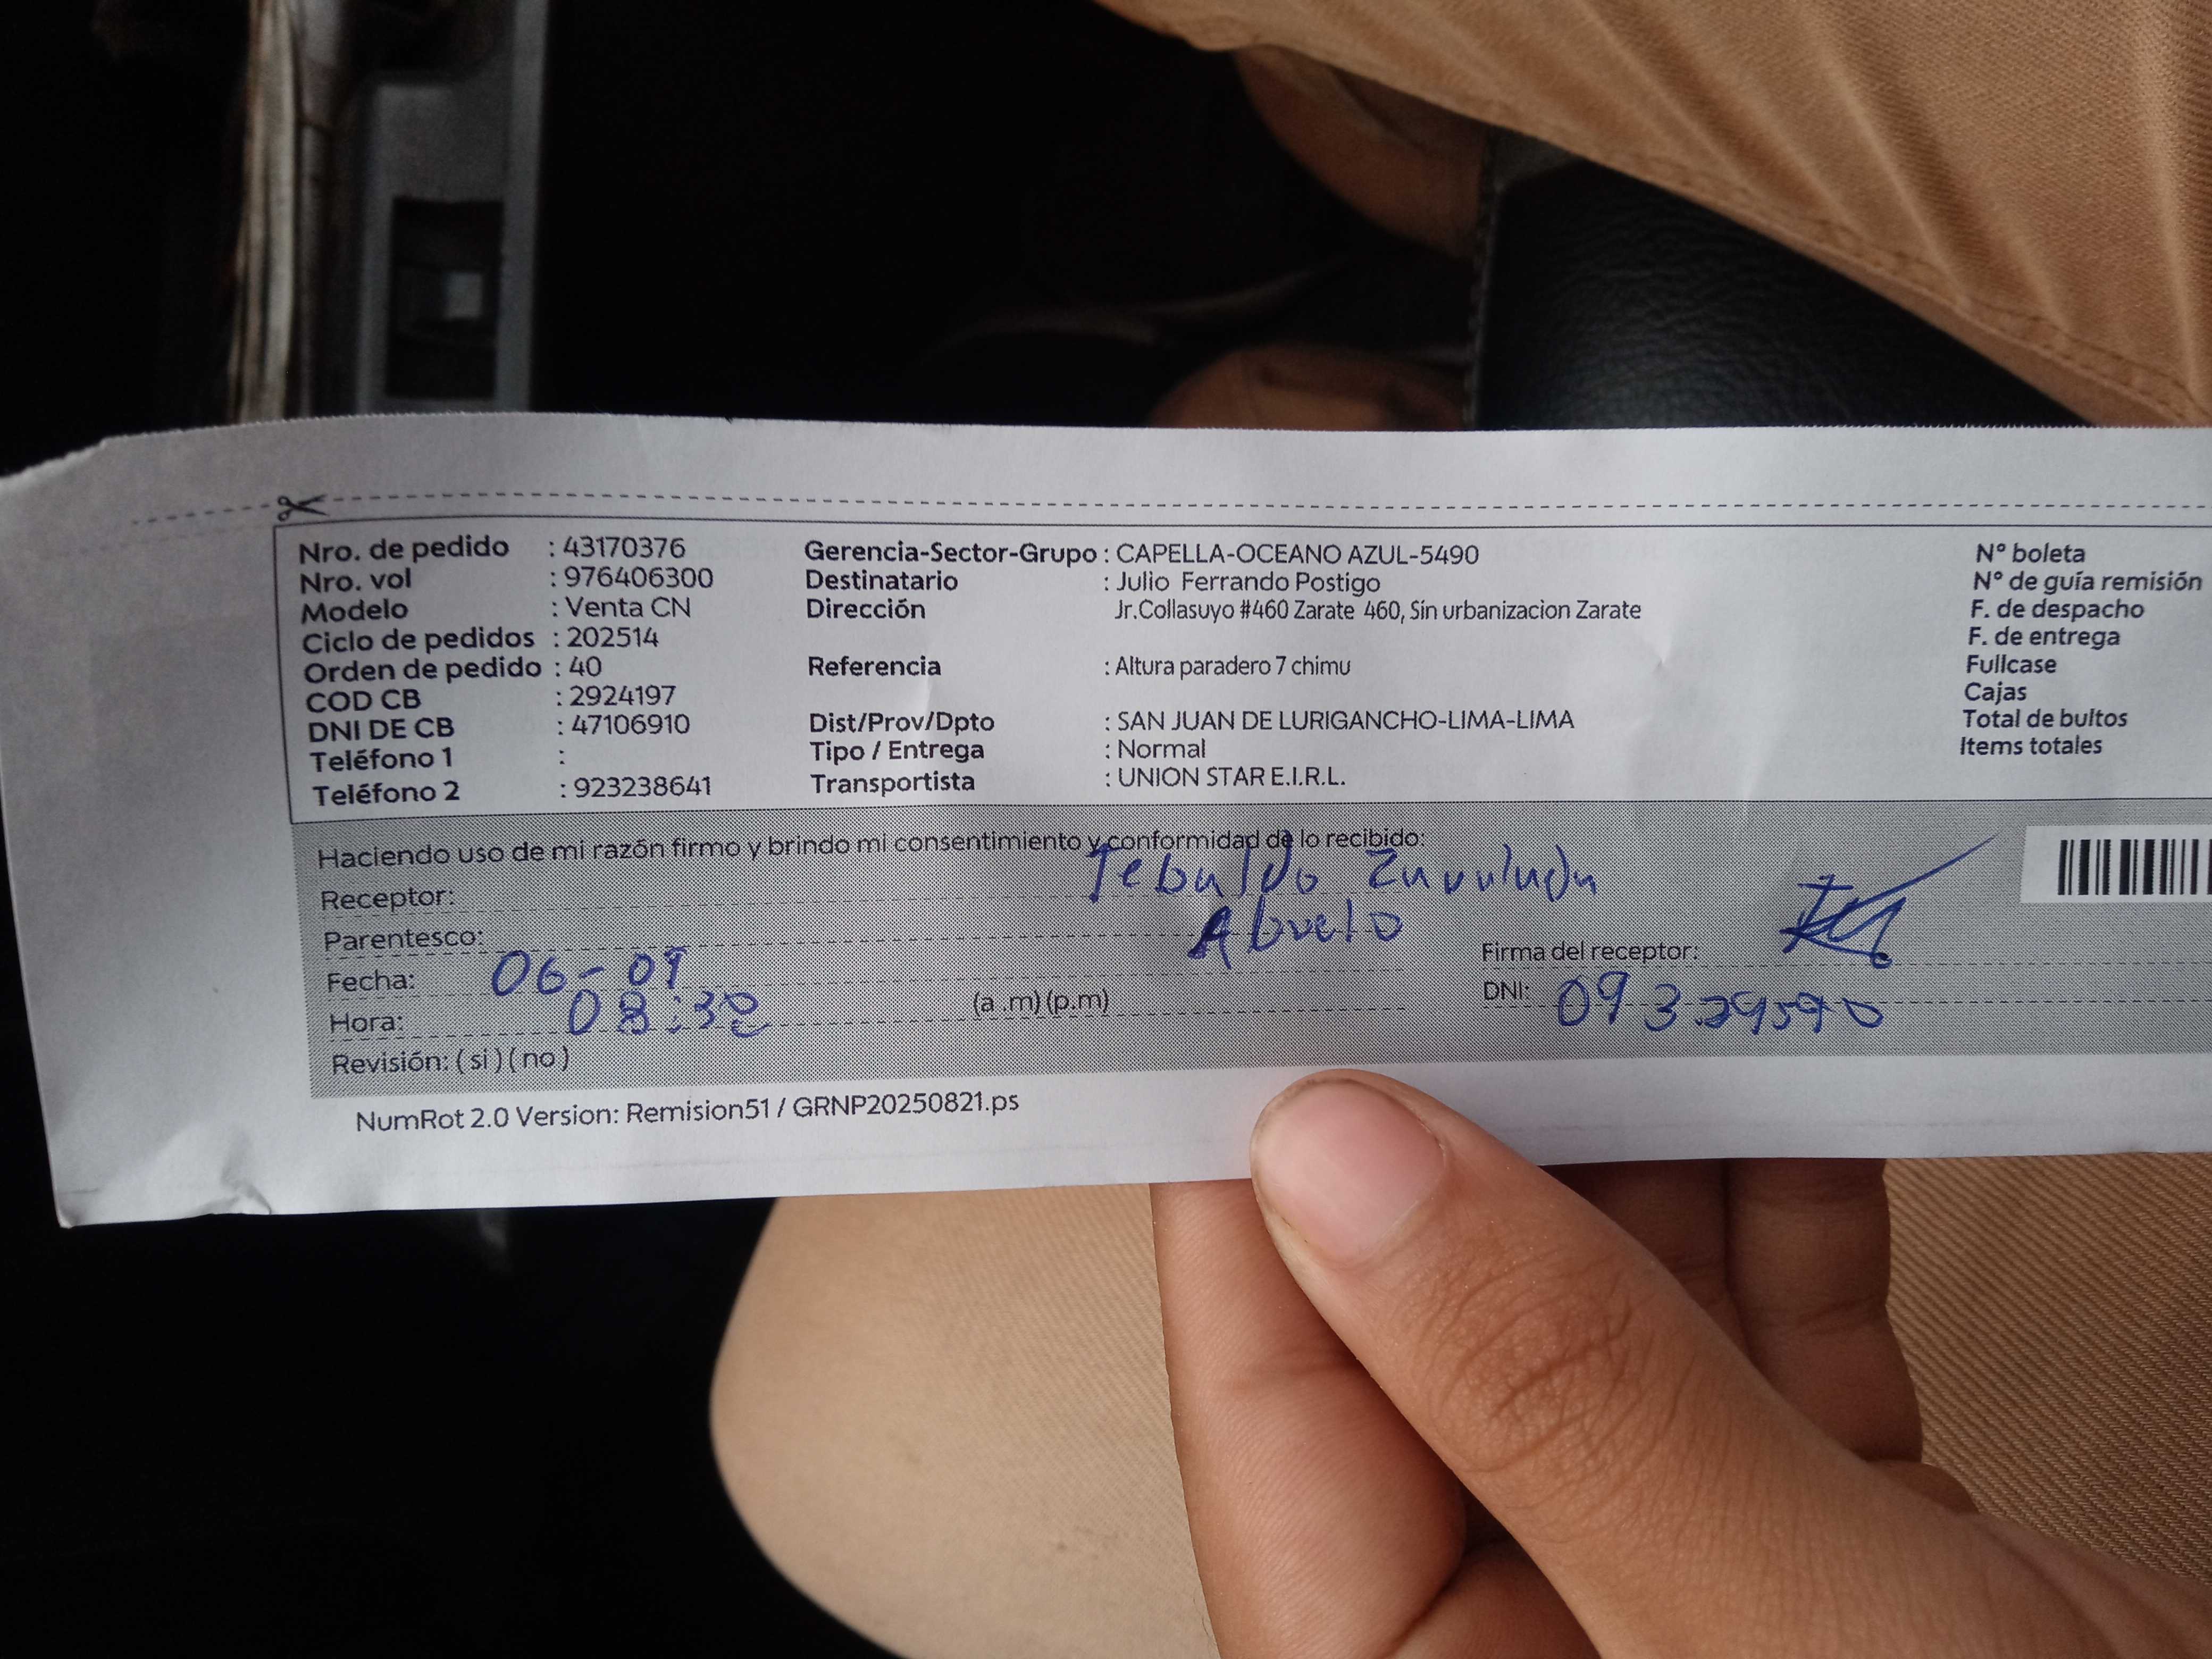 Nro. de pedido : 43170376
Nro. vol : 976406300
Modelo : Venta CN
Ciclo de pedidos : 202514
Orden de pedido : 40
COD CB : 2924197
DNI DE CB : 47106910
Teléfono 1 :
Teléfono 2 : 923238641
Gerencia-Sector-Grupo : CAPELLA-OCEANO AZUL-5490
Destinatario : Julio Ferrando Postigo
Dirección Jr.Collasuyo #460 Zarate 460, Sin urbanizacion Zarate
Referencia : Altura paradero 7 chimu
Dist/Prov/Dpto : SAN JUAN DE LURIGANCHO-LIMA-LIMA
Tipo / Entrega : Normal
Transportista : UNION STAR E.I.R.L.
N° boleta
N° de guía remisión
F. de despacho
F. de entrega
Fullcase
Cajas
Total de bultos
Items totales
Haciendo uso de mi razón firmo y brindo mi consentimiento y conformidad de lo recibido:
Receptor:
Parentesco: Abuelo
Fecha: 06-09
Hora: (a .m) (p.m)
Revisión: ( si ) ( no )
Firma del receptor:
DNI:
NumRot 2.0 Version: Remision51 / GRNP20250821.ps